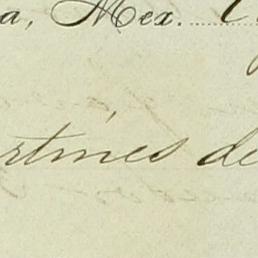 a, Mex.
rtínes de